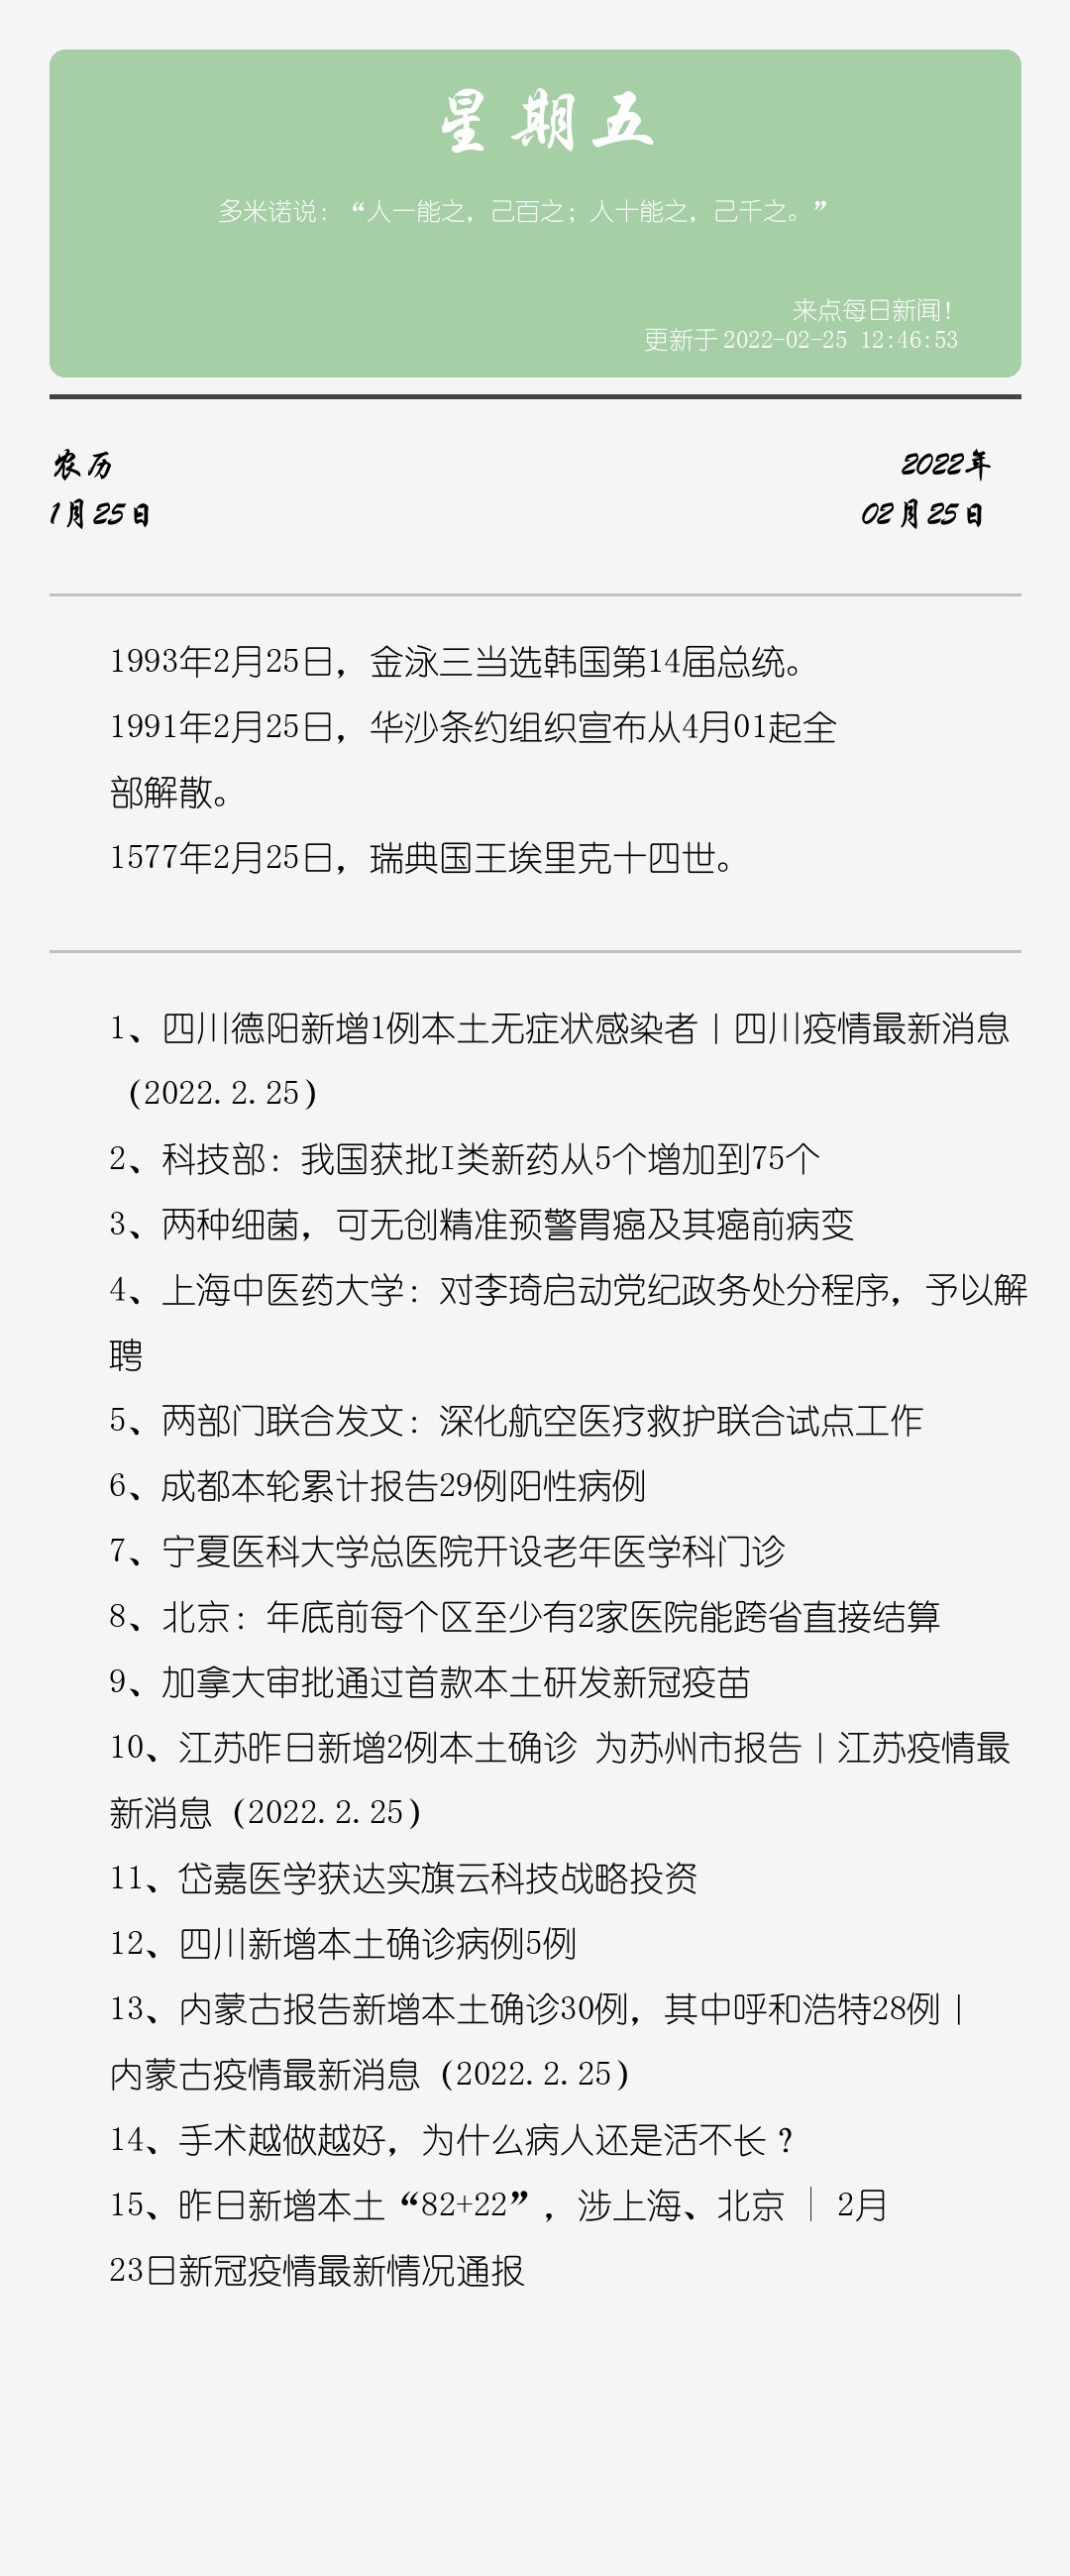 星期五
多米诺说：“人一能之，己百之；人十能之，己千之。”
来点每日新闻！
更新于 2022-02-25 12:46:53
农历
2022年
1月25日
02月25日
1993年2月25日，金泳三当选韩国第14届总统。
1991年2月25日，华沙条约组织宣布从4月01起全
部解散。
1577年2月25日，瑞典国王埃里克十四世。
1、四川德阳新增1例本土无症状感染者丨四川疫情最新消息
（2022.2.25）
2、科技部：我国获批I类新药从5个增加到75个
3、两种细菌，可无创精准预警胃癌及其癌前病变
4、上海中医药大学：对李琦启动党纪政务处分程序，予以解
聘
5、两部门联合发文：深化航空医疗救护联合试点工作
6、成都本轮累计报告29例阳性病例
7、宁夏医科大学总医院开设老年医学科门诊
8、北京：年底前每个区至少有2家医院能跨省直接结算
9、加拿大审批通过首款本土研发新冠疫苗
10、江苏昨日新增2例本土确诊 为苏州市报告丨江苏疫情最
新消息（2022.2.25）
11、岱嘉医学获达实旗云科技战略投资
12、四川新增本土确诊病例5例
13、内蒙古报告新增本土确诊30例，其中呼和浩特28例丨
内蒙古疫情最新消息（2022.2.25）
14、手术越做越好，为什么病人还是活不长？
15、昨日新增本土“82+22”，涉上海、北京 │ 2月
23日新冠疫情最新情况通报